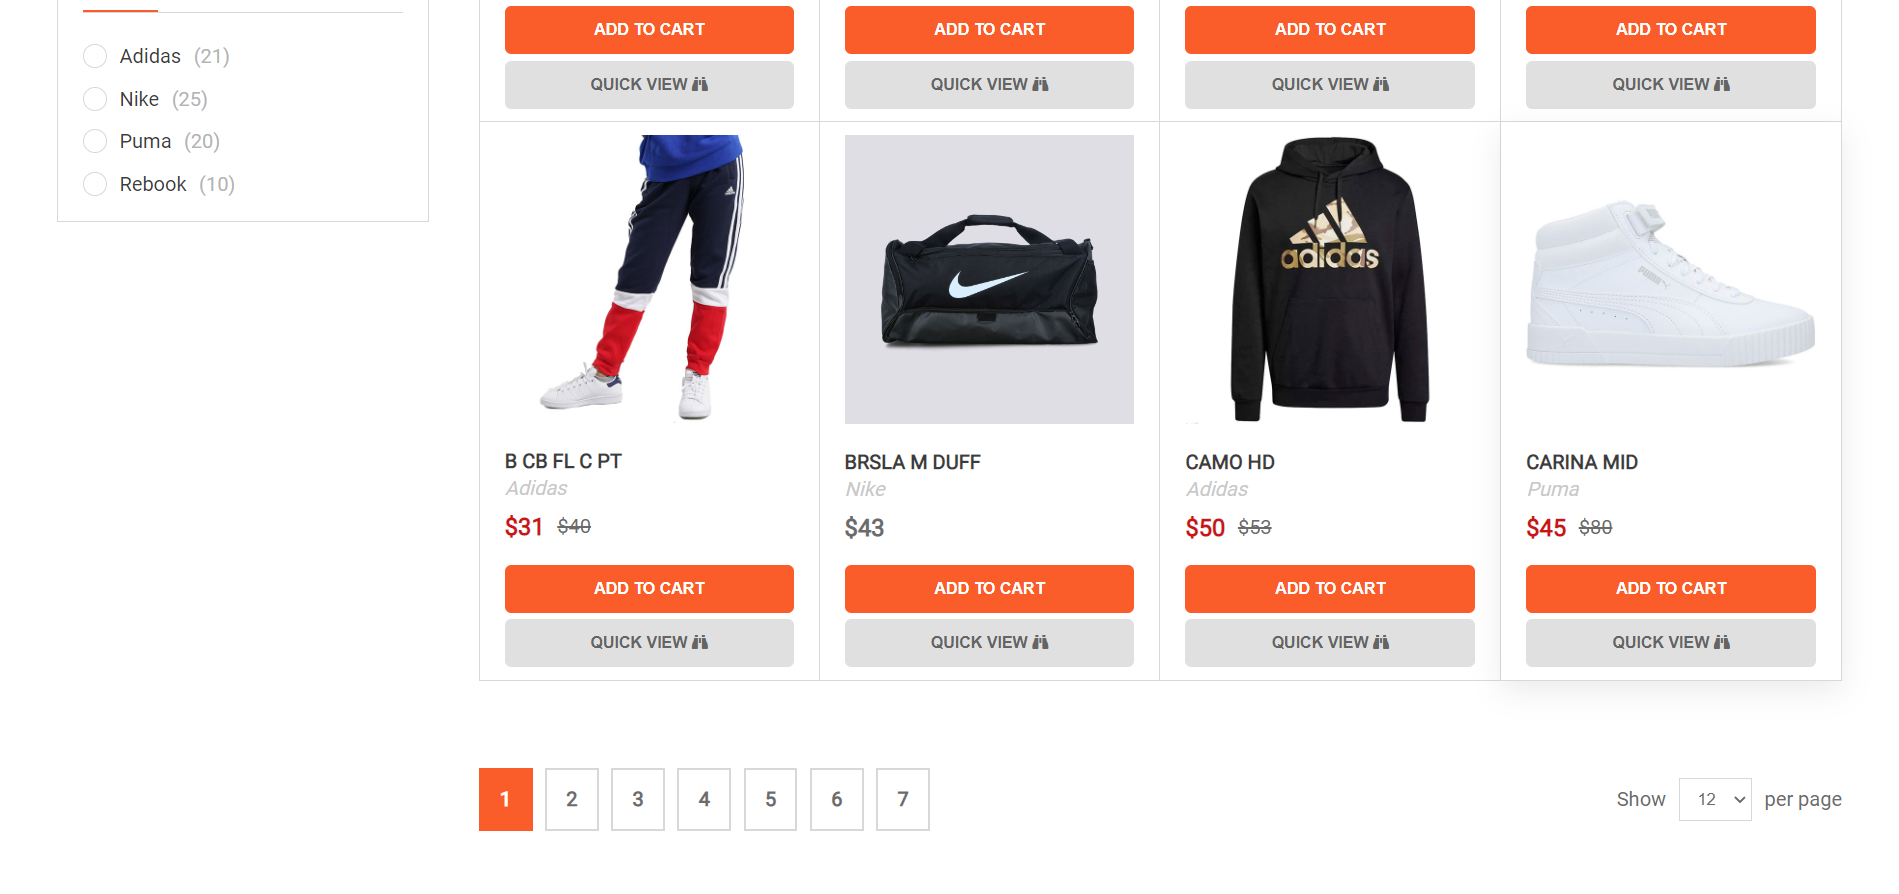 Adidas (21)
Nike (25)
Puma (20)
Rebook (10)
ADD TO CART
QUICK VIEW
ADD TO CART
QUICK VIEW
ADD TO CART
QUICK VIEW
ADD TO CART
QUICK VIEW
B CB FL C PT
Adidas
$31 $40
ADD TO CART
QUICK VIEW
BRSLA M DUFF
Nike
$43
ADD TO CART
QUICK VIEW
adidas
CAMO HD
Adidas
$50 $53
ADD TO CART
QUICK VIEW
PUMA
CARINA MID
Puma
$45 $80
ADD TO CART
QUICK VIEW
1 2 3 4 5 6 7
Show 12 per page